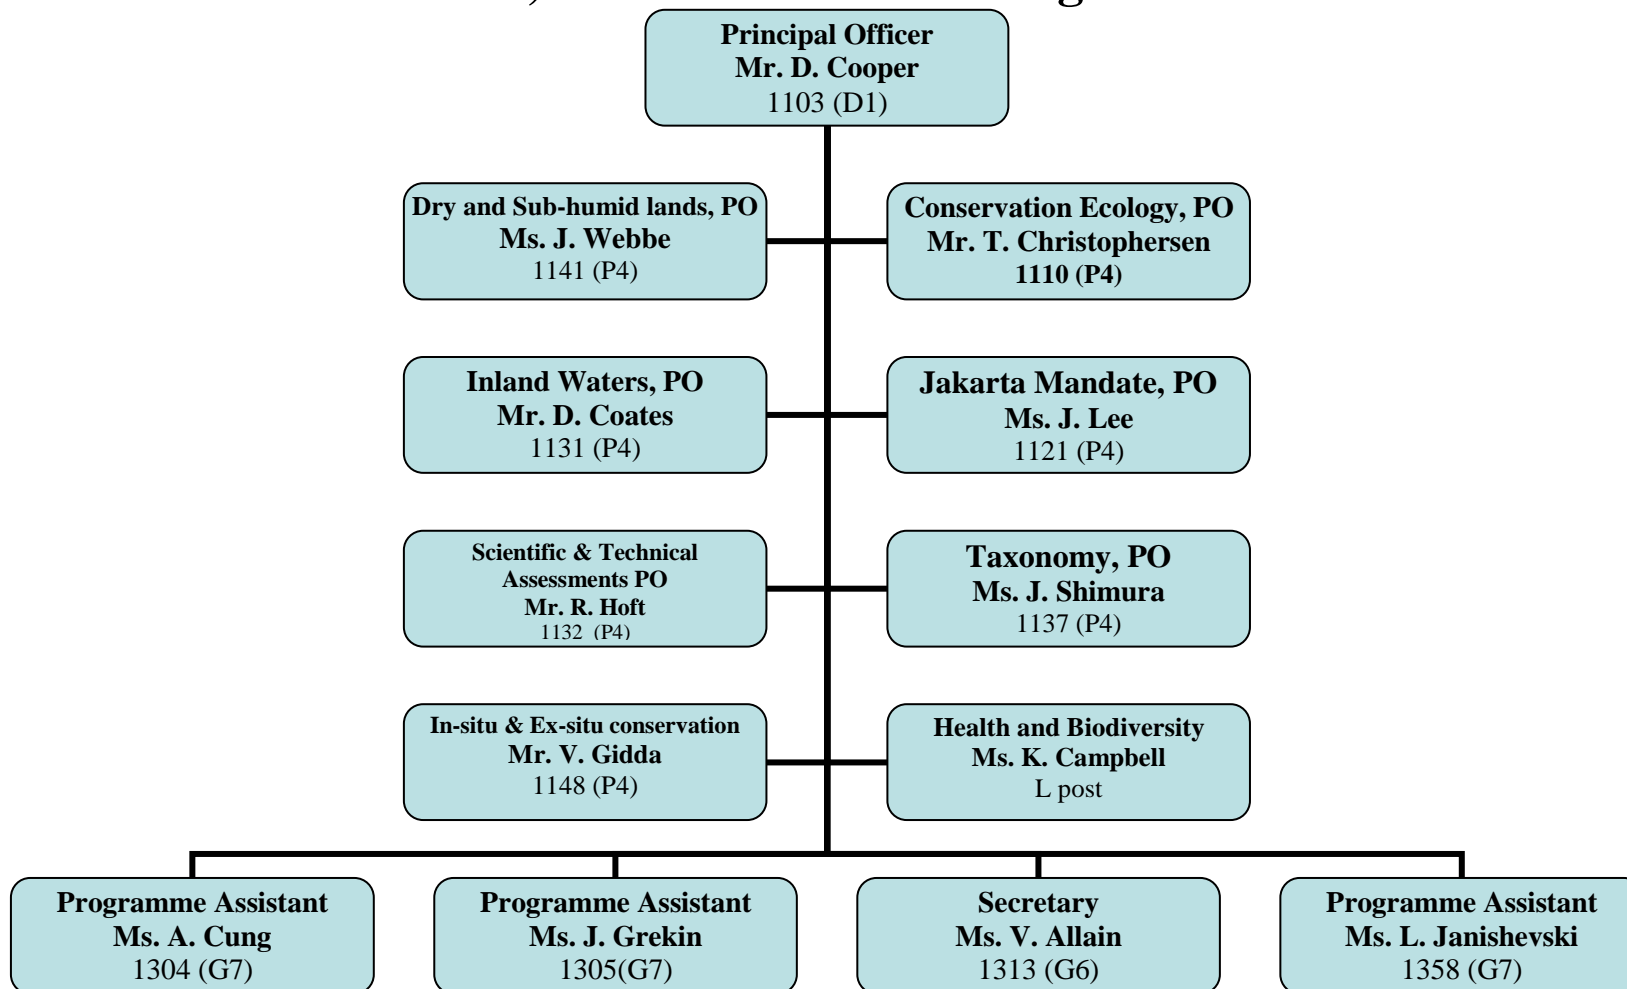 Principal Officer
Mr. D. Cooper
1103 (D1)
Dry and Sub-humid lands, PO
Ms. J. Webbe
1141 (P4)
Conservation Ecology, PO
Mr. T. Christophersen
1110 (P4)
Inland Waters, PO
Mr. D. Coates
1131 (P4)
Jakarta Mandate, PO
Ms. J. Lee
1121 (P4)
Scientific & Technical
Assessments PO
Mr. R. Hoft
1132 (P4)
Taxonomy, PO
Ms. J. Shimura
1137 (P4)
In-situ & Ex-situ conservation
Mr. V. Gidda
1148 (P4)
Health and Biodiversity
Ms. K. Campbell
L post
Programme Assistant
Ms. A. Cung
1304 (G7)
Programme Assistant
Ms. J. Grekin
1305(G7)
Secretary
Ms. V. Allain
1313 (G6)
Programme Assistant
Ms. L. Janishevski
1358 (G7)